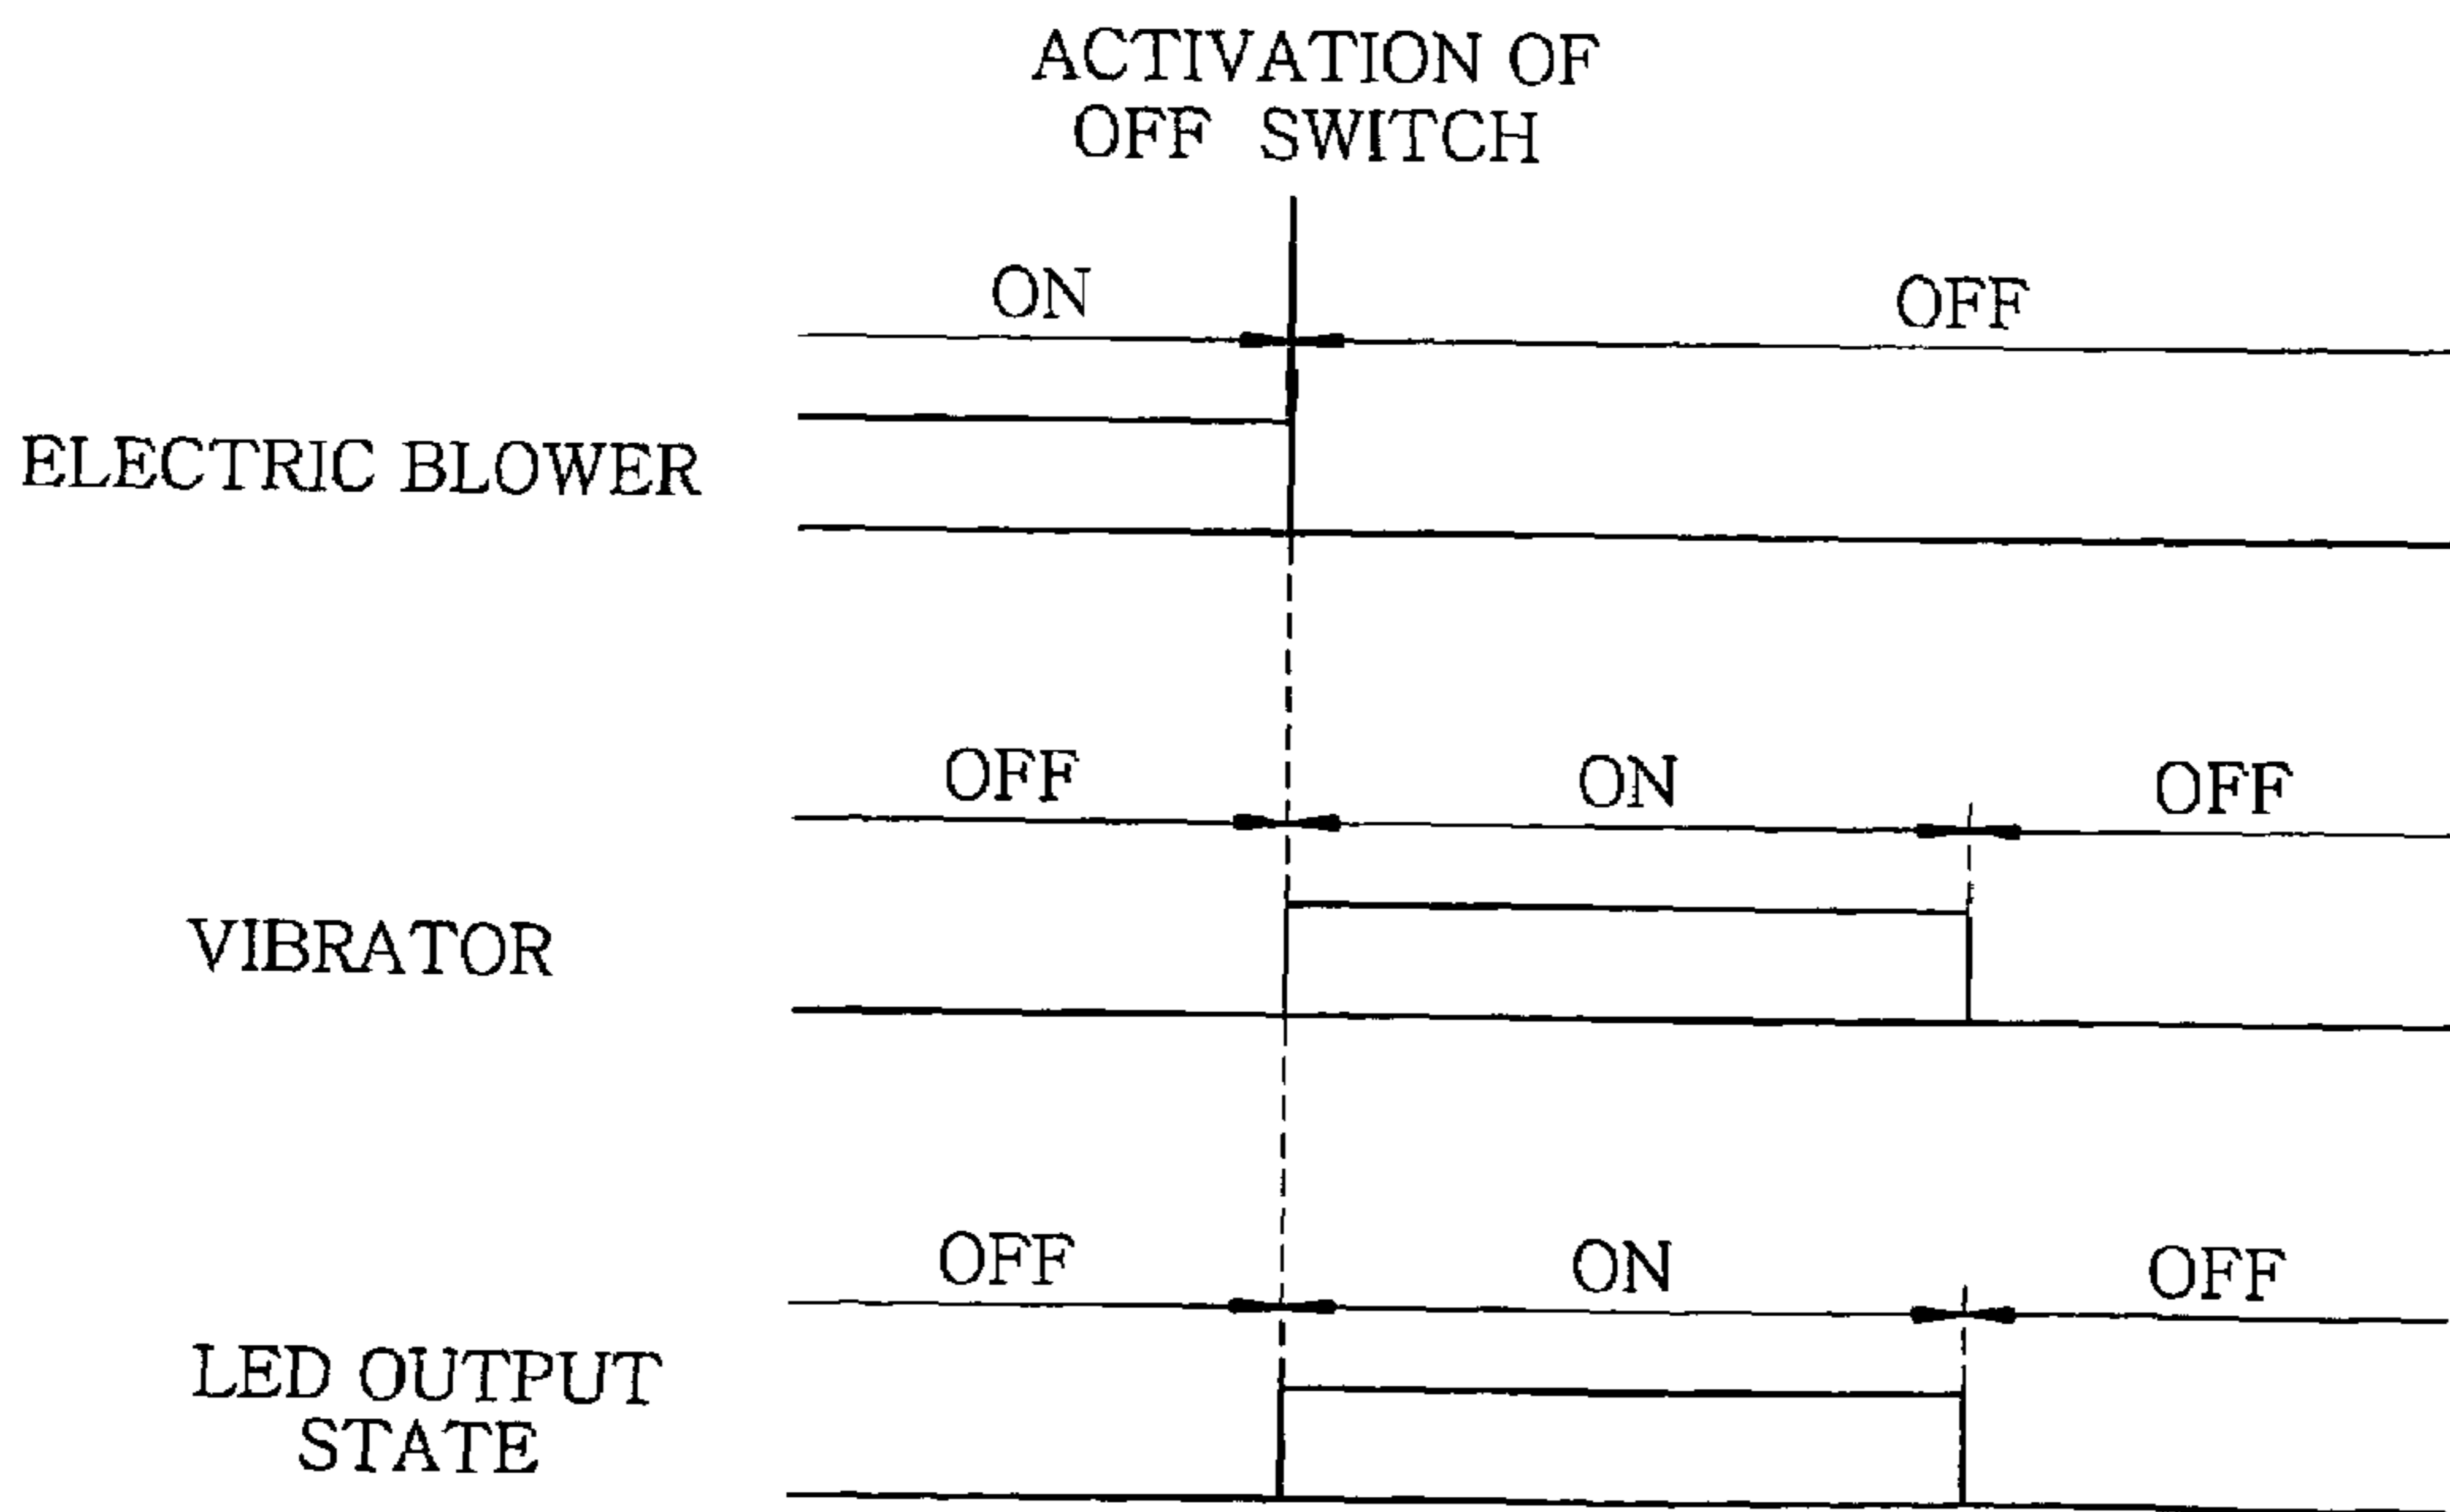 ACTIVATION OF
OFF SWITCH
ON
OFF
ELECTRIC BLOWER
OFF
ON
OFF
VIBRATOR
OFF
ON
OFF
LED OUTPUT
STATE